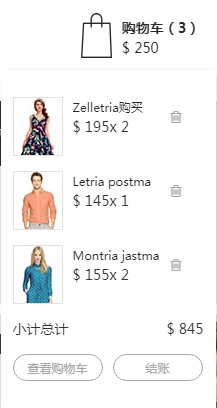 购物车（3）
$ 250
Zelletria购买
$ 195x 2
Letria postma
$ 145x 1
Montria jastma
$ 155x 2
小计总计 $ 845
查看购物车 结账